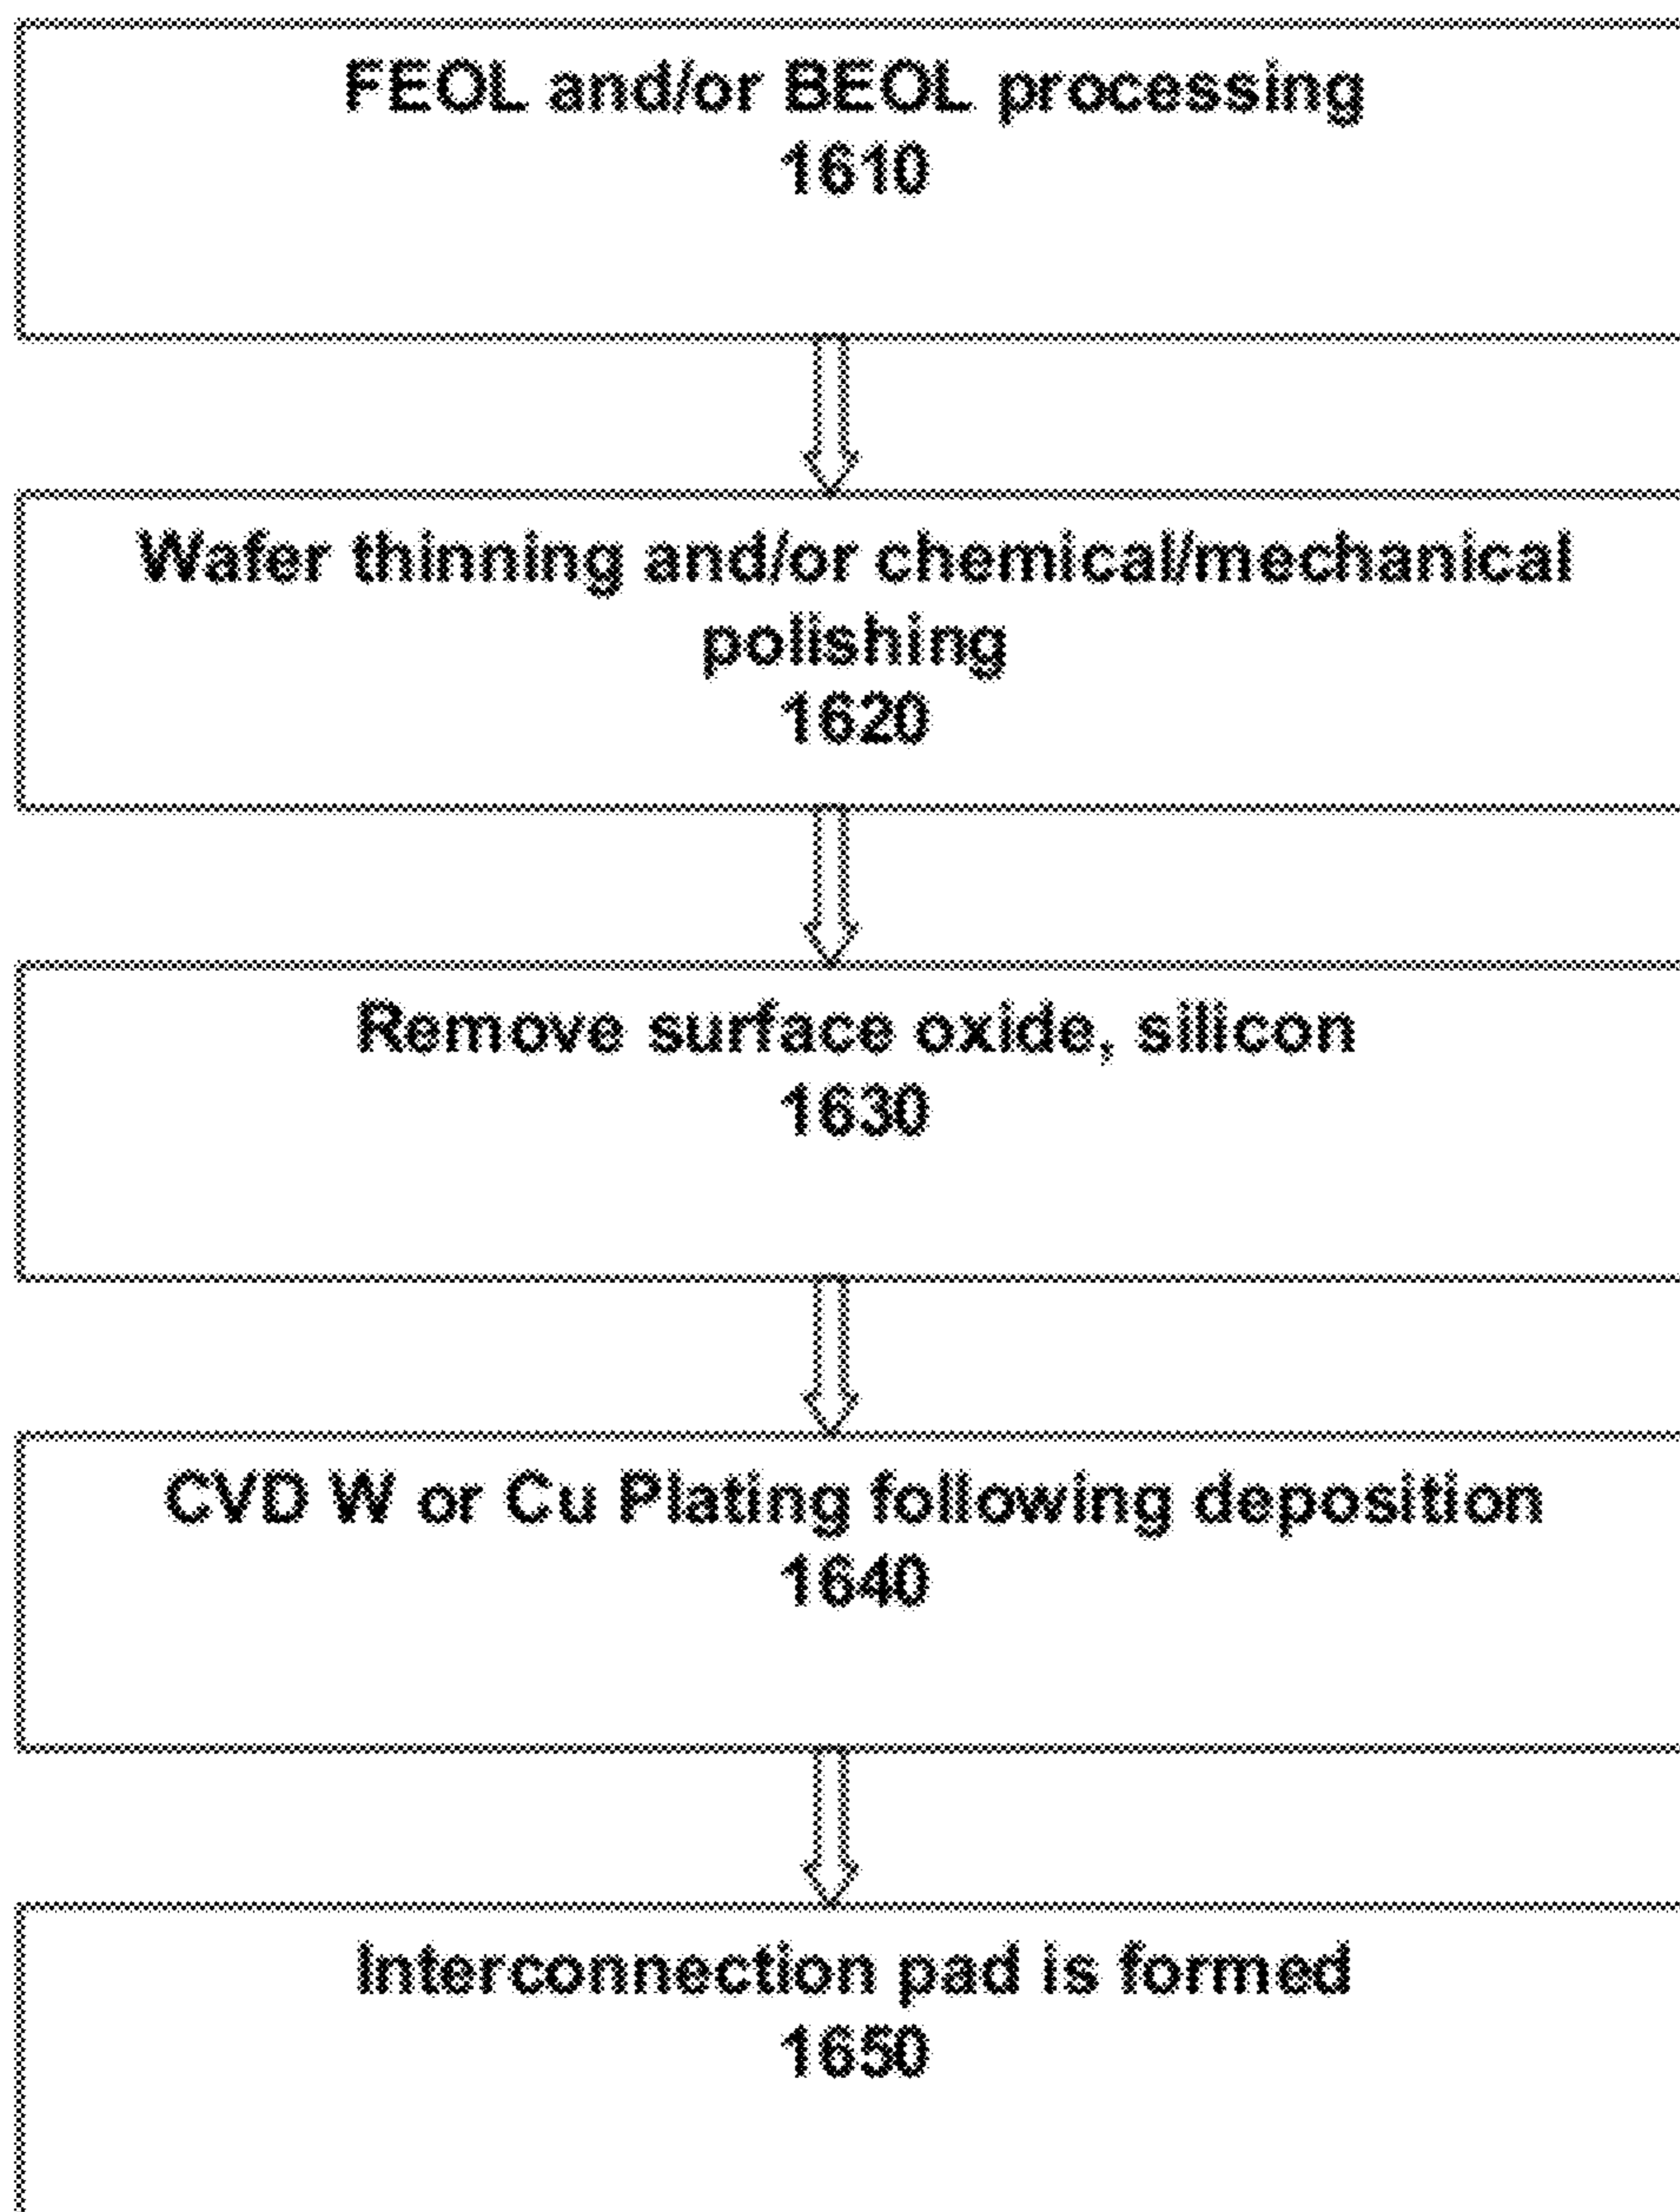 FEOL and/or BEOL processing
1610
Wafer thinning and/or chemical/mechanical
polishing
1620
Remove surface oxide, silicon
1630
CVD W or Cu Plating following deposition
1640
Interconnection pad is formed
1650